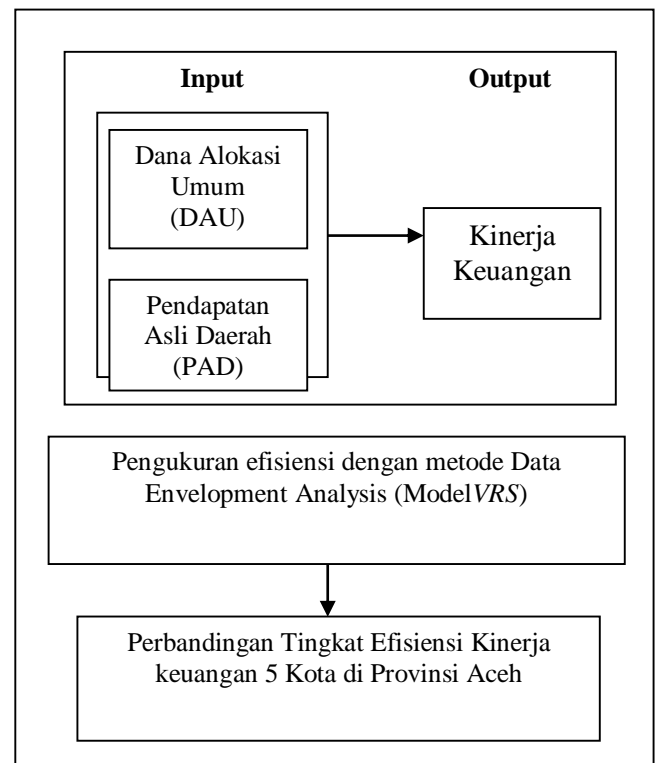 Input
Output
Dana Alokasi
Umum
(DAU)
Pendapatan
Asli Daerah
(PAD)
Kinerja
Keuangan
Pengukuran efisiensi dengan metode Data
Envelopment Analysis (ModelVRS)
Perbandingan Tingkat Efisiensi Kinerja
keuangan 5 Kota di Provinsi Aceh